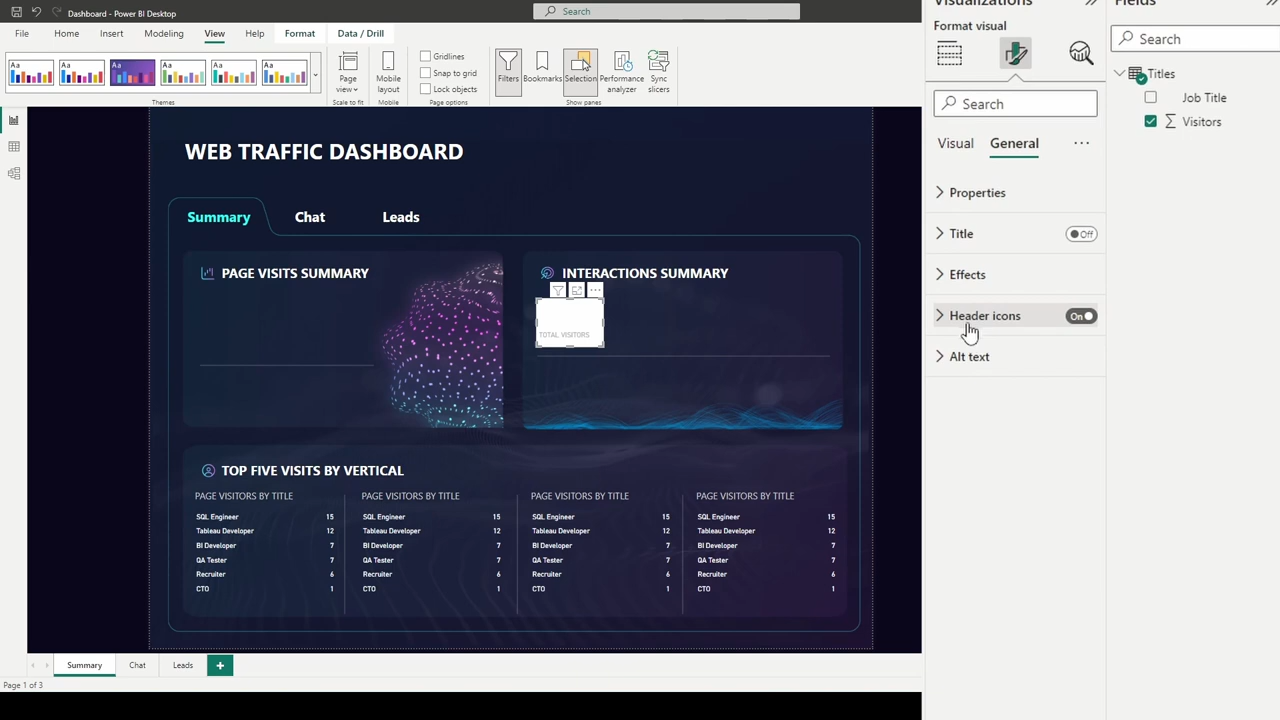 Dashboard - Power BI Desktop
Search
File Home Insert Modeling View Help Format Data / Drill
Aa Aa Aa Aa Aa Aa
Page view
Mobile layout
Gridlines
Snap to grid
Lock objects
Filters
Bookmarks
Selection
Performance analyzer
Sync slicers
Themes Scale to fit Mobile Page options Show panes
WEB TRAFFIC DASHBOARD
Summary Chat Leads
PAGE VISITS SUMMARY
INTERACTIONS SUMMARY
TOTAL VISITORS
TOP FIVE VISITS BY VERTICAL
PAGE VISITORS BY TITLE PAGE VISITORS BY TITLE PAGE VISITORS BY TITLE PAGE VISITORS BY TITLE
SQL Engineer 15 SQL Engineer 15 SQL Engineer 15 SQL Engineer 15
Tableau Developer 12 Tableau Developer 12 Tableau Developer 12 Tableau Developer 12
BI Developer 7 BI Developer 7 BI Developer 7 BI Developer 7
QA Tester 7 QA Tester 7 QA Tester 7 QA Tester 7
Recruiter 6 Recruiter 6 Recruiter 6 Recruiter 6
CTO 1 CTO 1 CTO 1 CTO 1
Summary Chat Leads
Page 1 of 3
Visualizations
Format visual
Search
Visual General
Properties
Title Off
Effects
Header icons On
Alt text
Fields
Search
Titles
Job Title
Σ Visitors